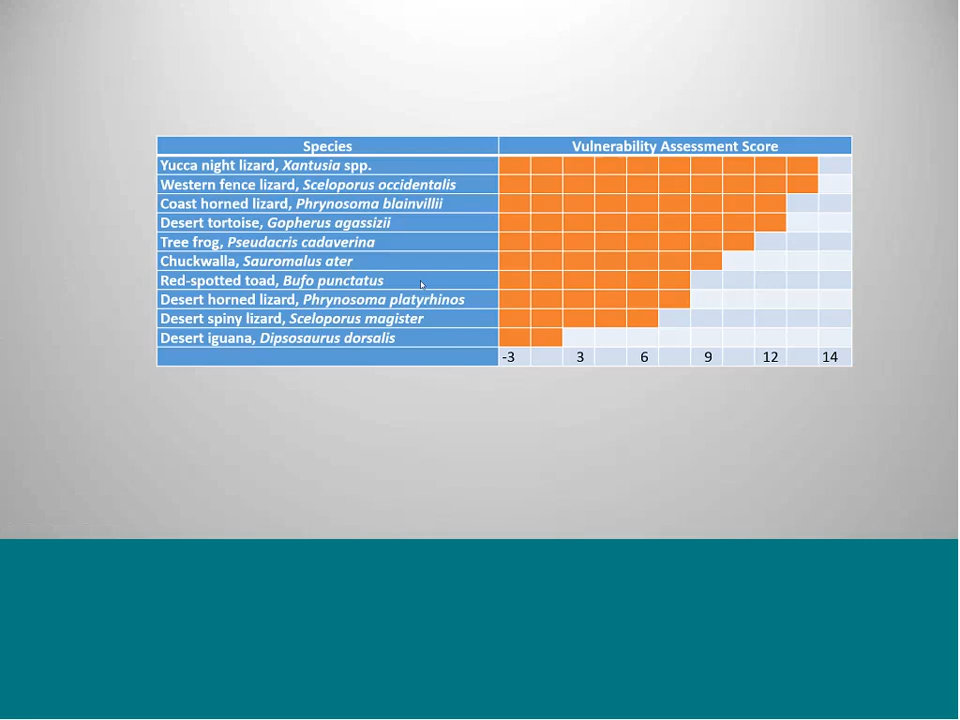 Species Vulnerability Assessment Score
Yucca night lizard, Xantusia spp.
Western fence lizard, Sceloporus occidentalis
Coast horned lizard, Phrynosoma blainvillii
Desert tortoise, Gopherus agassizii
Tree frog, Pseudacris cadaverina
Chuckwalla, Sauromalus ater
Red-spotted toad, Bufo punctatus
Desert horned lizard, Phrynosoma platyrhinos
Desert spiny lizard, Sceloporus magister
Desert iguana, Dipsosaurus dorsalis
-3 3 6 9 12 14